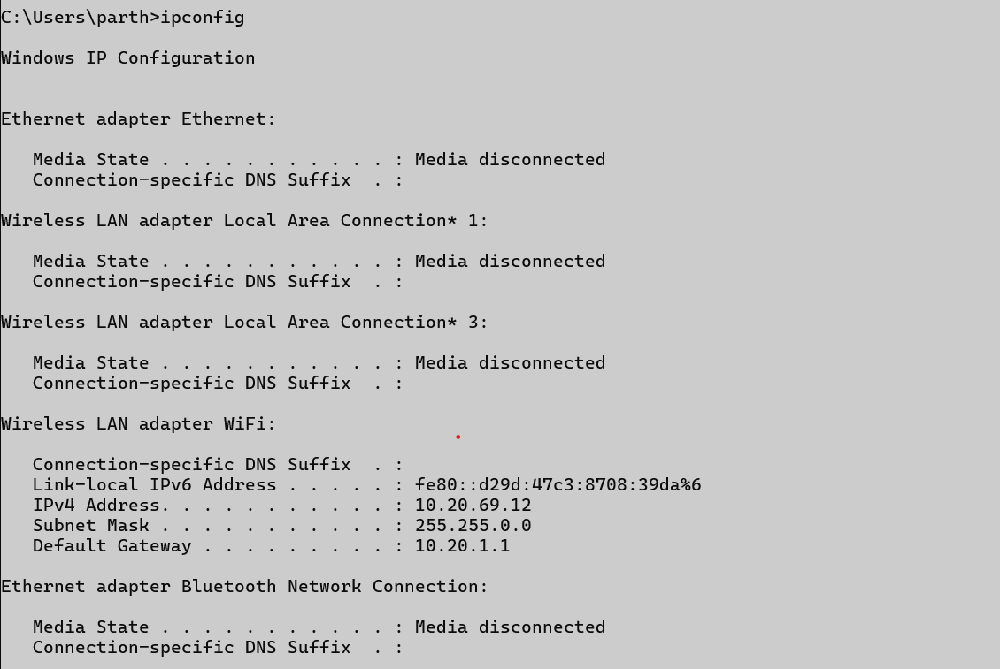 C:\Users\parth>ipconfig
Windows IP Configuration
Ethernet adapter Ethernet:
Media State . . . . . . . . . . . : Media disconnected
Connection-specific DNS Suffix  . :
Wireless LAN adapter Local Area Connection* 1:
Media State . . . . . . . . . . . : Media disconnected
Connection-specific DNS Suffix  . :
Wireless LAN adapter Local Area Connection* 3:
Media State . . . . . . . . . . . : Media disconnected
Connection-specific DNS Suffix  . :
Wireless LAN adapter WiFi:
Connection-specific DNS Suffix  . :
Link-local IPv6 Address . . . . . : fe80::d29d:47c3:8708:39da%6
IPv4 Address. . . . . . . . . . . : 10.20.69.12
Subnet Mask . . . . . . . . . . . : 255.255.0.0
Default Gateway . . . . . . . . . : 10.20.1.1
Ethernet adapter Bluetooth Network Connection:
Media State . . . . . . . . . . . : Media disconnected
Connection-specific DNS Suffix  . :